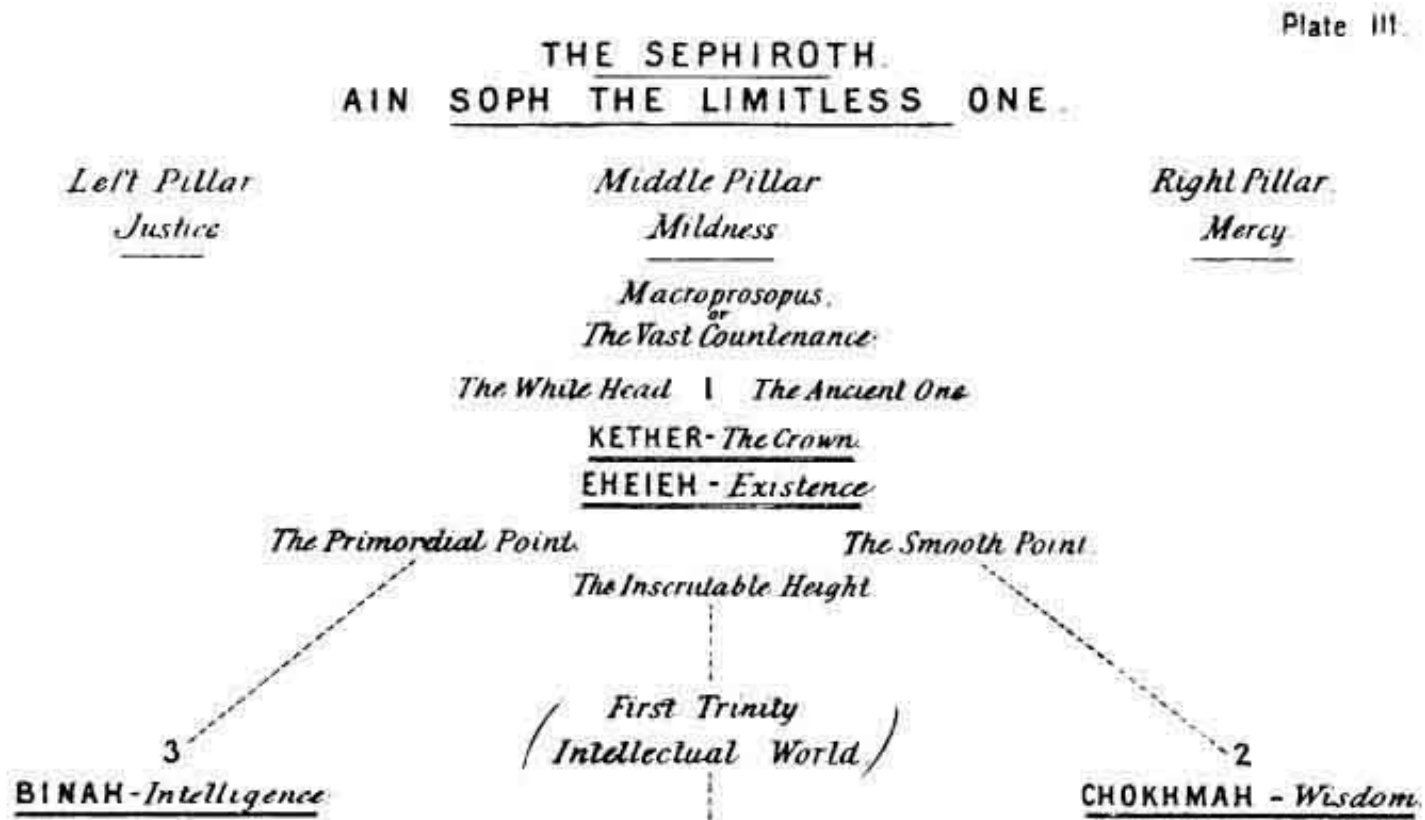 Plate III.
THE SEPHIROTH.
AIN SOPH THE LIMITLESS ONE.
Left Pillar Middle Pillar Right Pillar.
Justice Mildness Mercy
Macroprosopus.
or
The Vast Countenance.
The White Head 1 The Ancient One
KETHER - The Crown.
EHEIEH - Existence
The Primordial Point. The Smooth Point.
The Inscrutable Height
First Trinity
(Intellectual World)
3 2
BINAH - Intelligence CHOKHMAH - Wisdom.